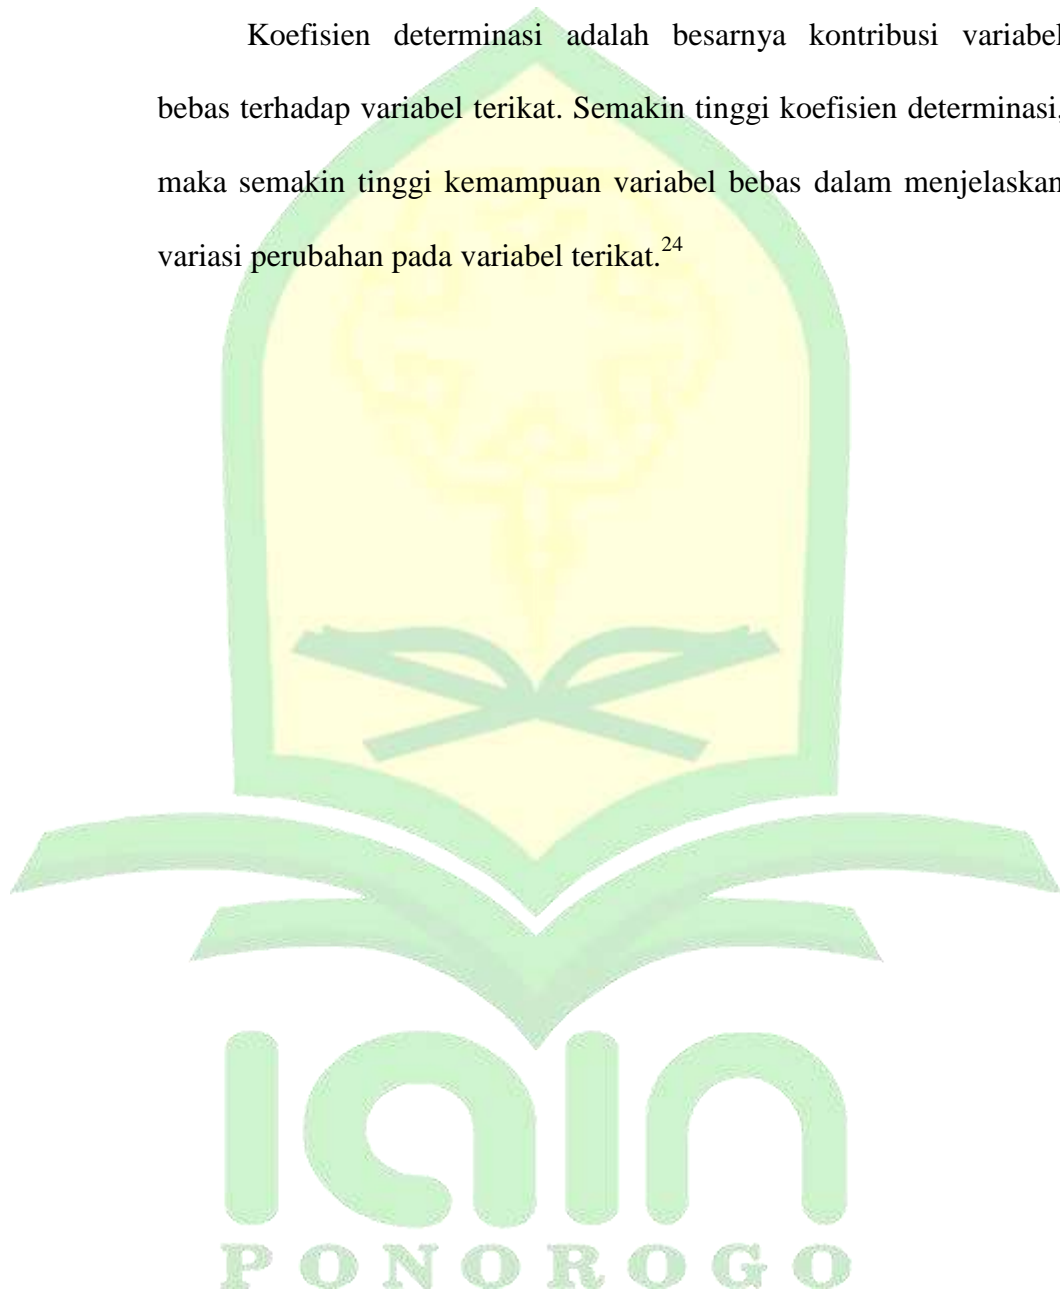 Koefisien determinasi adalah besarnya kontribusi variabel
bebas terhadap variabel terikat. Semakin tinggi koefisien determinasi,
maka semakin tinggi kemampuan variabel bebas dalam menjelaskan
variasi perubahan pada variabel terikat.24
IAIN
PONOROGO